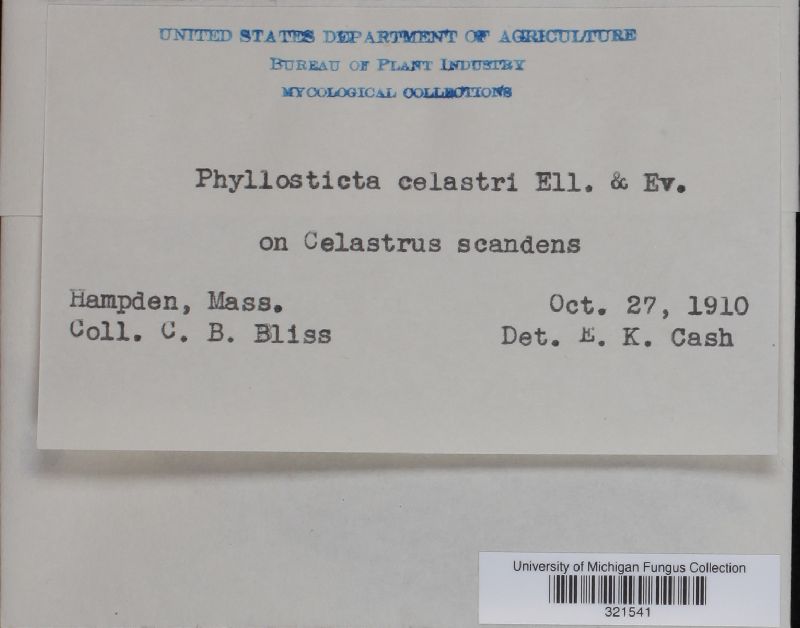 UNITED STATES DEPARTMENT OF AGRICULTURE
BUREAU OF PLANT INDUSTRY
MYCOLOGICAL COLLECTIONS
Phyllosticta celastri Ell. & Ev.
on Celastrus scandens
Hampden, Mass. Oct. 27, 1910
Coll. C. B. Bliss Det. E. K. Cash
University of Michigan Fungus Collection
321541